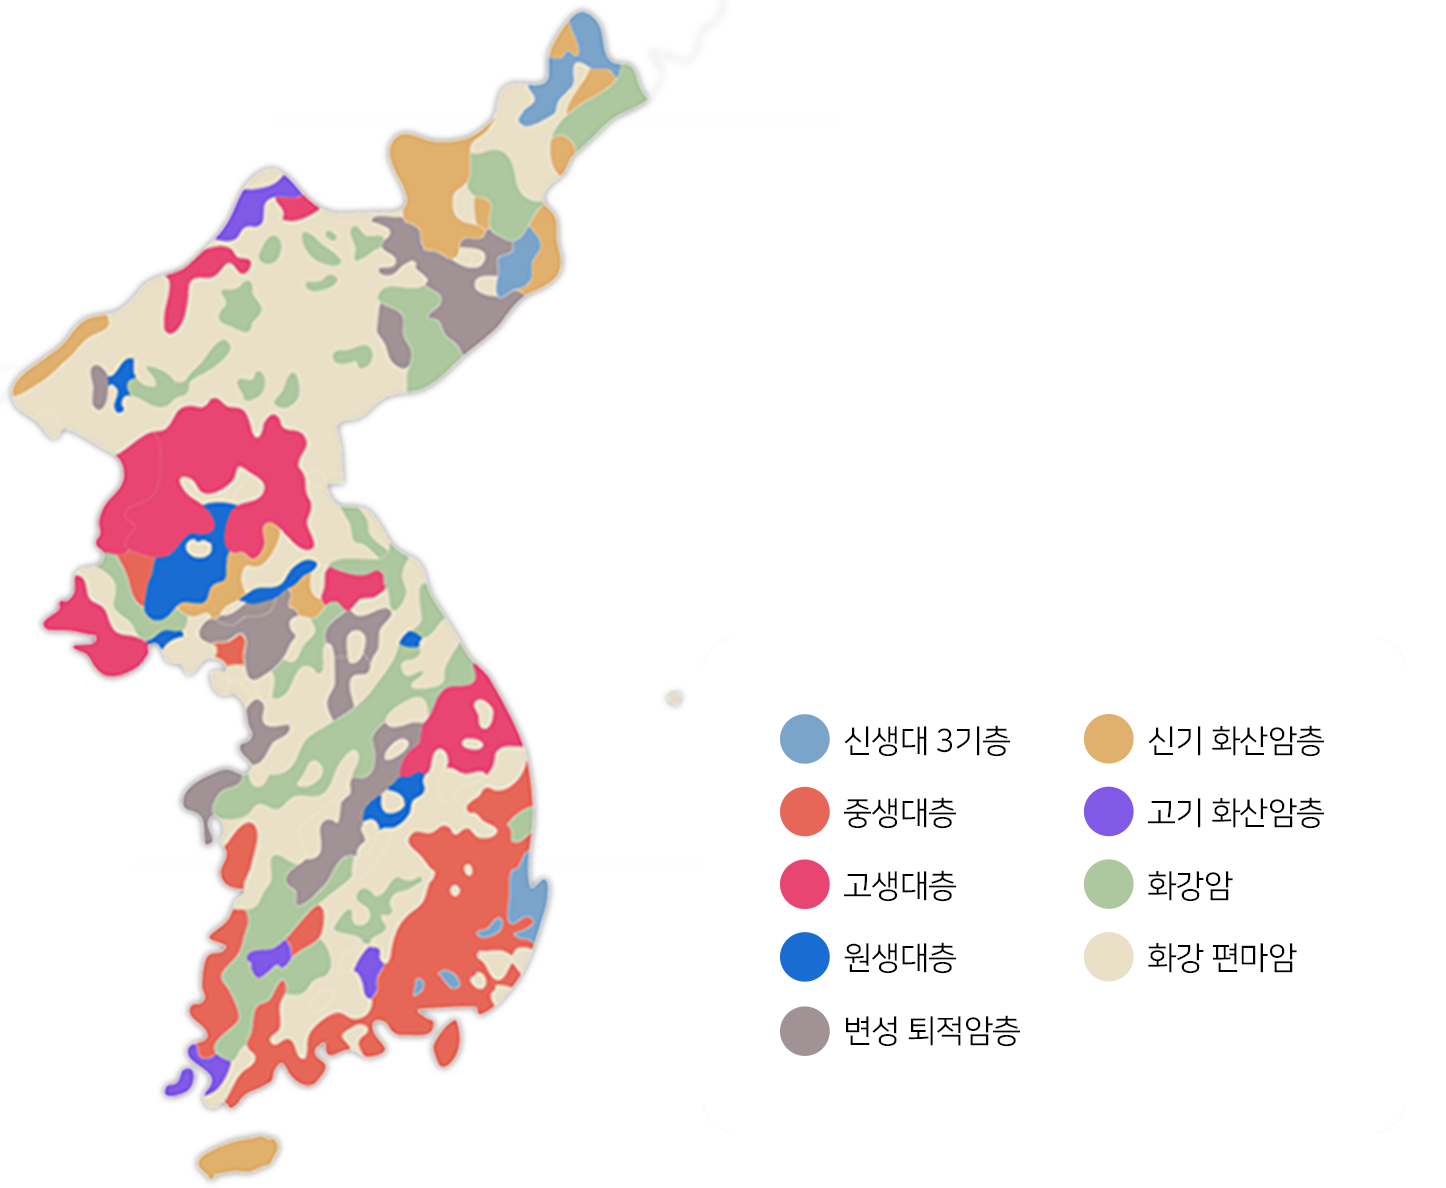 신생대 3기층
중생대층
고생대층
원생대층
변성 퇴적암층
신기 화산암층
고기 화산암층
화강암
화강 편마암